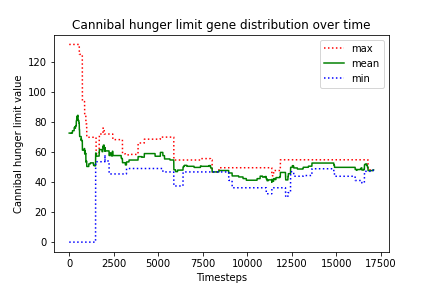 Cannibal hunger limit gene distribution over time
max
mean
min
Cannibal hunger limit value
120
100
80
60
40
20
0
0 2500 5000 7500 10000 12500 15000 17500
Timesteps